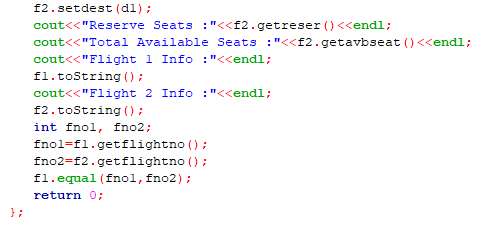 f2.setdest(d1);
cout<<"Reserve Seats :"<<f2.getreser()<<endl;
cout<<"Total Available Seats :"<<f2.getavbseat()<<endl;
cout<<"Flight 1 Info :"<<endl;
f1.toString();
cout<<"Flight 2 Info :"<<endl;
f2.toString();
int fno1, fno2;
fno1=f1.getflightno();
fno2=f2.getflightno();
f1.equal(fno1,fno2);
return 0;
};